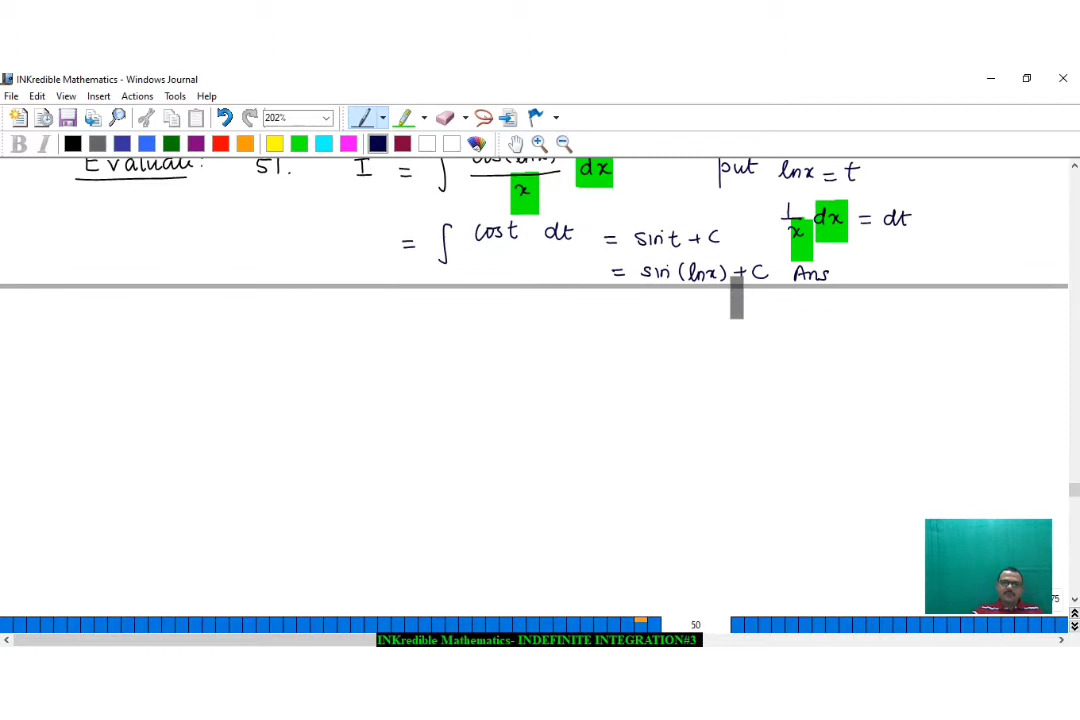 INKredible Mathematics - Windows Journal
File Edit View Insert Actions Tools Help
202%
B I
Evaluate: 51. I = ∫ cos(lnx)/x dx put lnx = t
= ∫ cost dt = sint + C 1/x dx = dt
= sin(lnx) + C Ans
75
50
INKredible Mathematics- INDEFINITE INTEGRATION#3